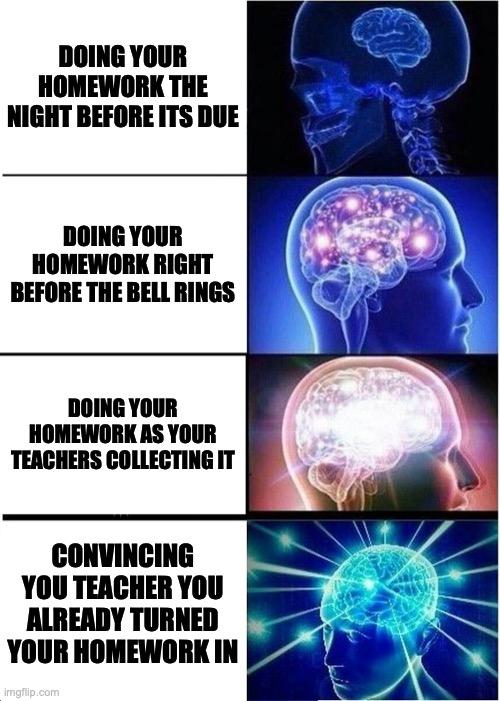 DOING YOUR
HOMEWORK THE
NIGHT BEFORE ITS DUE
DOING YOUR
HOMEWORK RIGHT
BEFORE THE BELL RINGS
DOING YOUR
HOMEWORK AS YOUR
TEACHERS COLLECTING IT
CONVINCING
YOU TEACHER YOU
ALREADY TURNED
YOUR HOMEWORK IN
imgflip.com